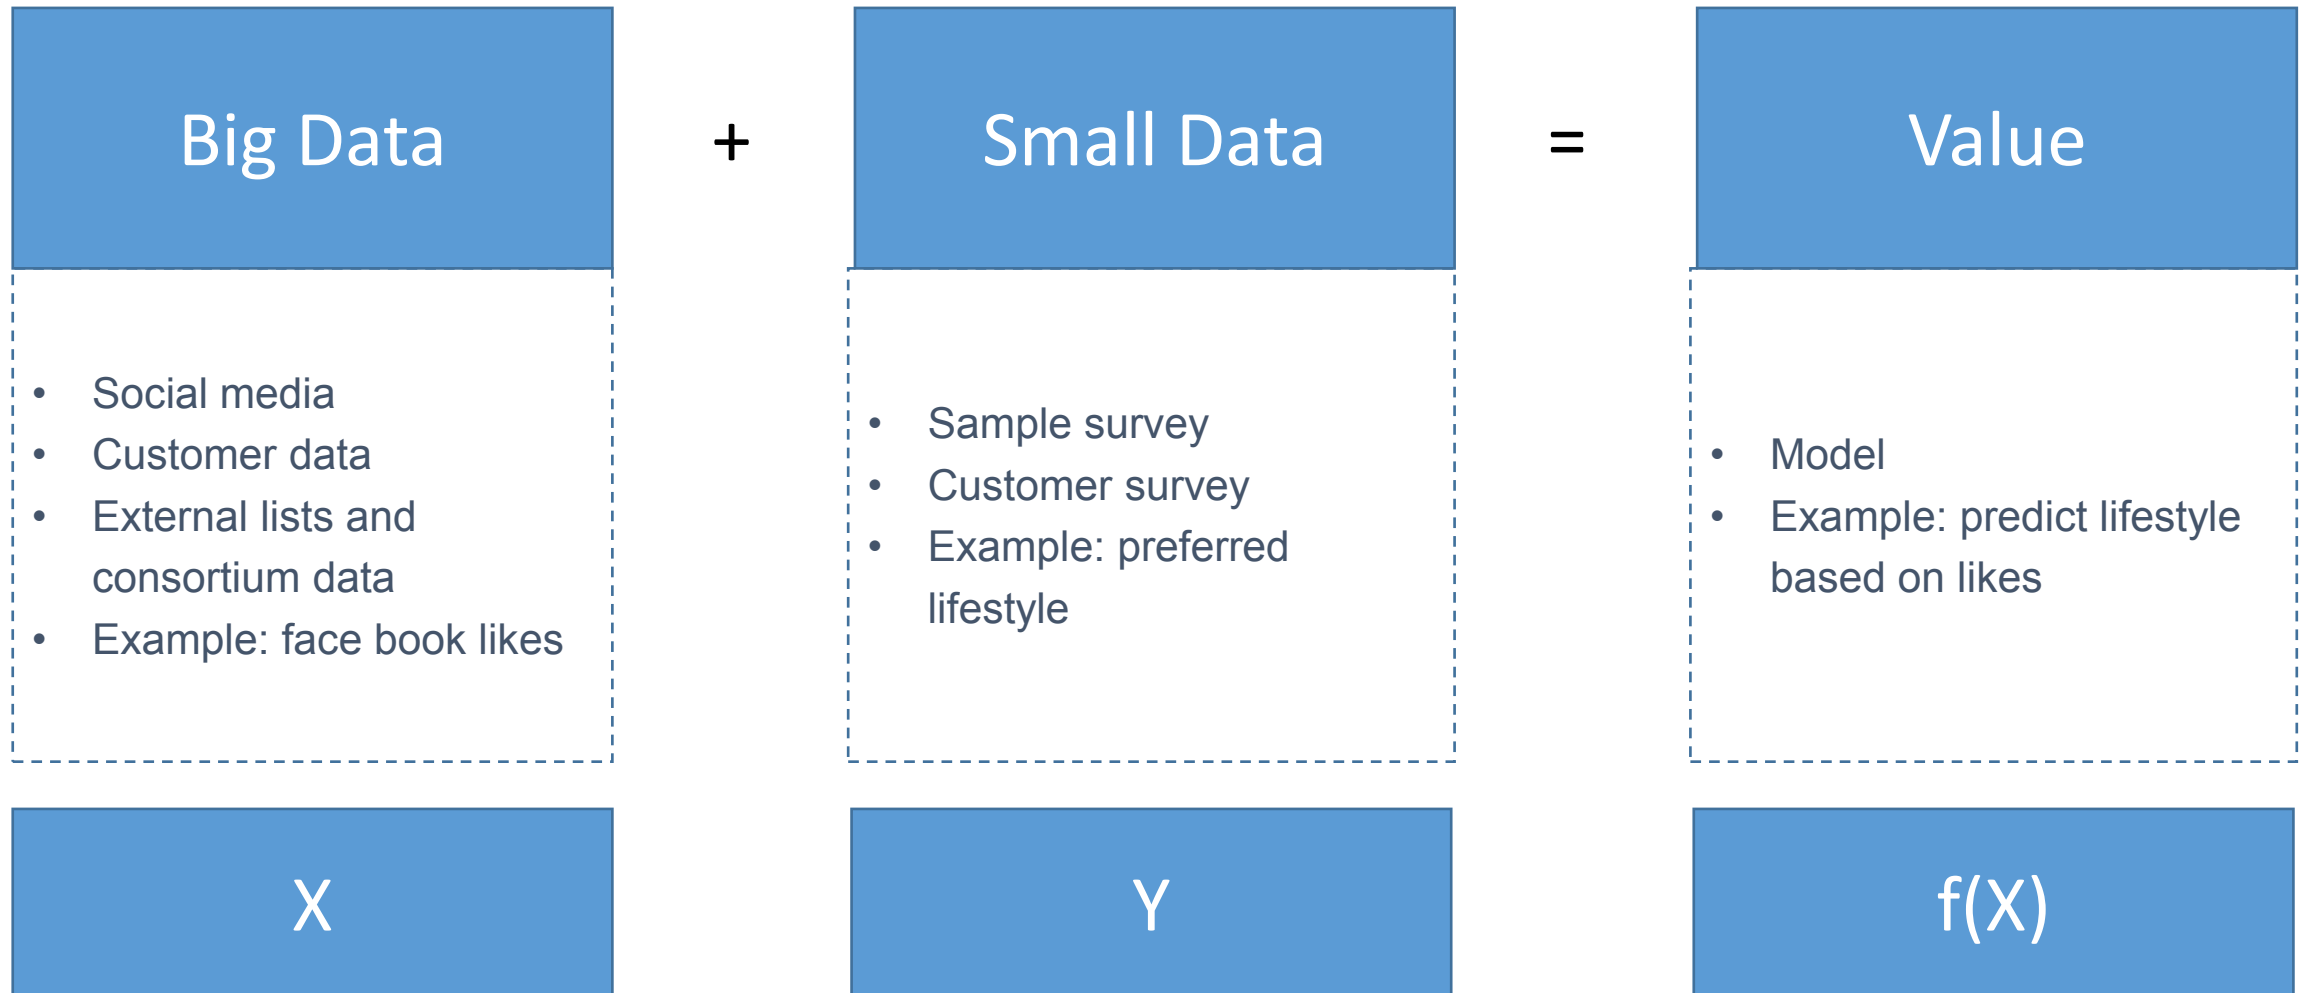 Big Data
+
Small Data
=
Value
• Social media
• Customer data
• External lists and
consortium data
• Example: face book likes
• Sample survey
• Customer survey
• Example: preferred
lifestyle
• Model
• Example: predict lifestyle
based on likes
X
Y
f(X)